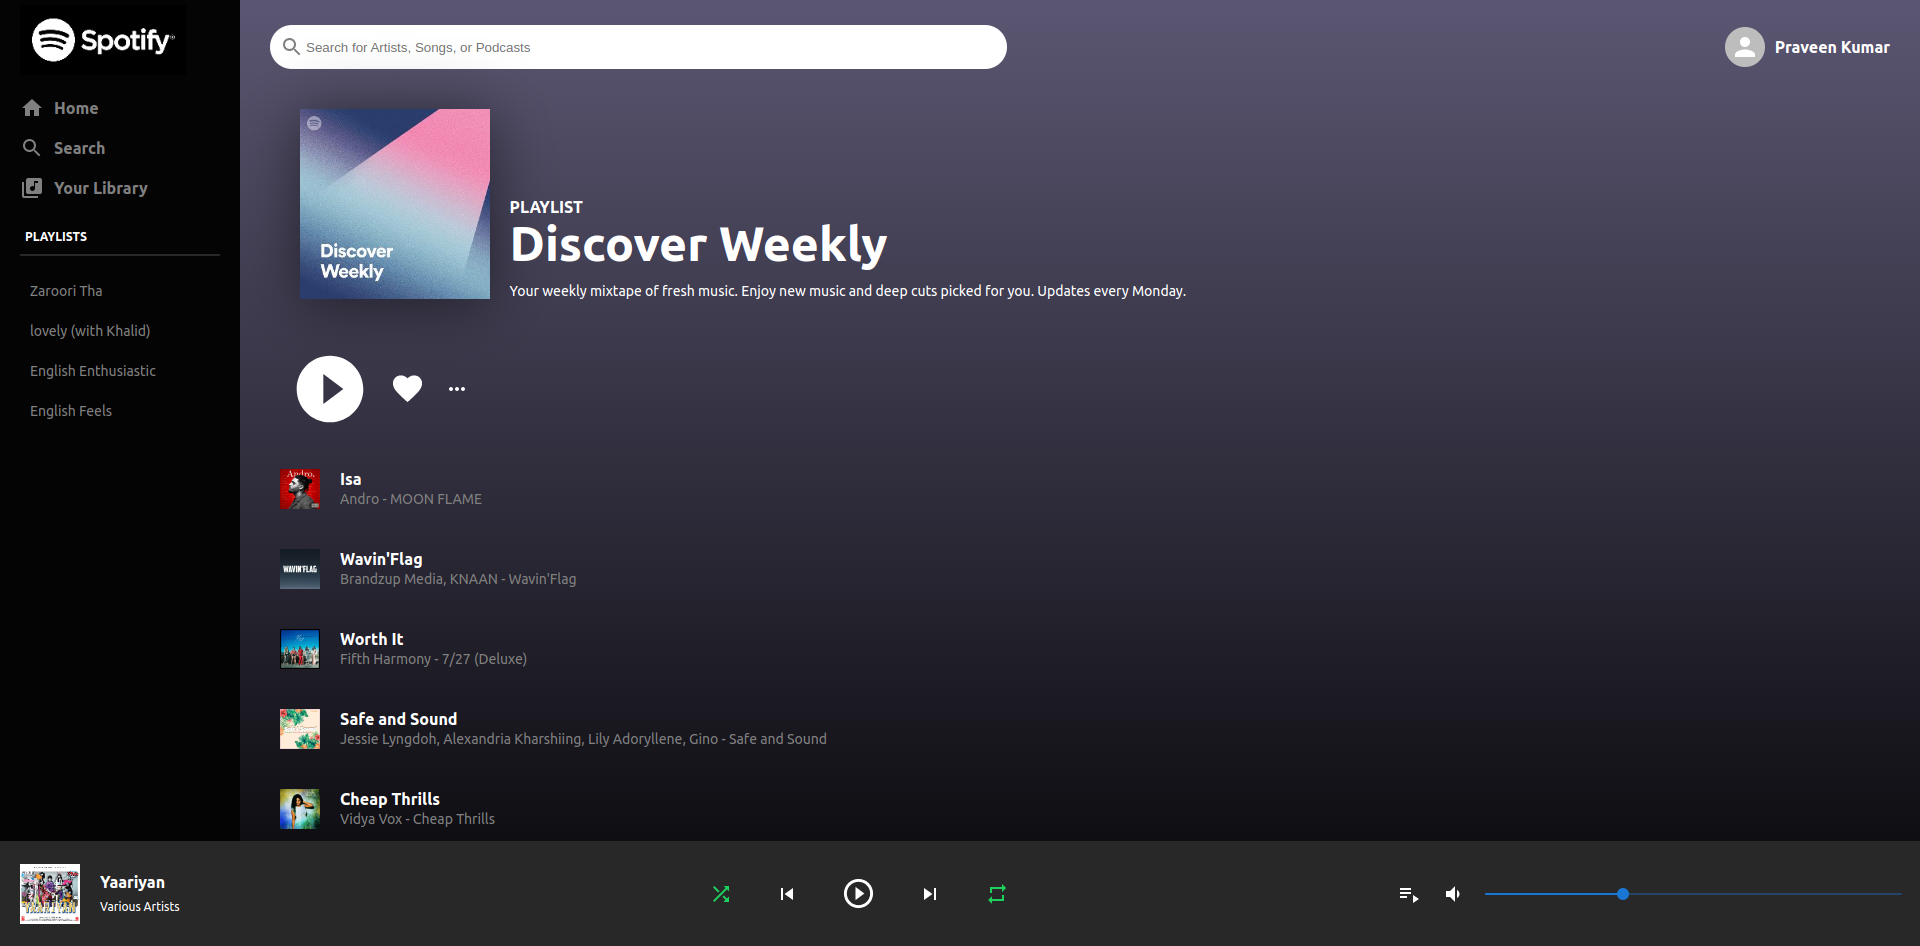 Spotify
Home
Search
Your Library
PLAYLISTS
Zaroori Tha
lovely (with Khalid)
English Enthusiastic
English Feels
Search for Artists, Songs, or Podcasts
Praveen Kumar
Discover
Weekly
PLAYLIST
Discover Weekly
Your weekly mixtape of fresh music. Enjoy new music and deep cuts picked for you. Updates every Monday.
Andro.
Isa
Andro - MOON FLAME
WAVIN'FLAG
Wavin'Flag
Brandzup Media, KNAAN - Wavin'Flag
Worth It
Fifth Harmony - 7/27 (Deluxe)
Safe and Sound
Jessie Lyngdoh, Alexandria Kharshiing, Lily Adoryllene, Gino - Safe and Sound
Cheap Thrills
Vidya Vox - Cheap Thrills
Yaariyan
Various Artists